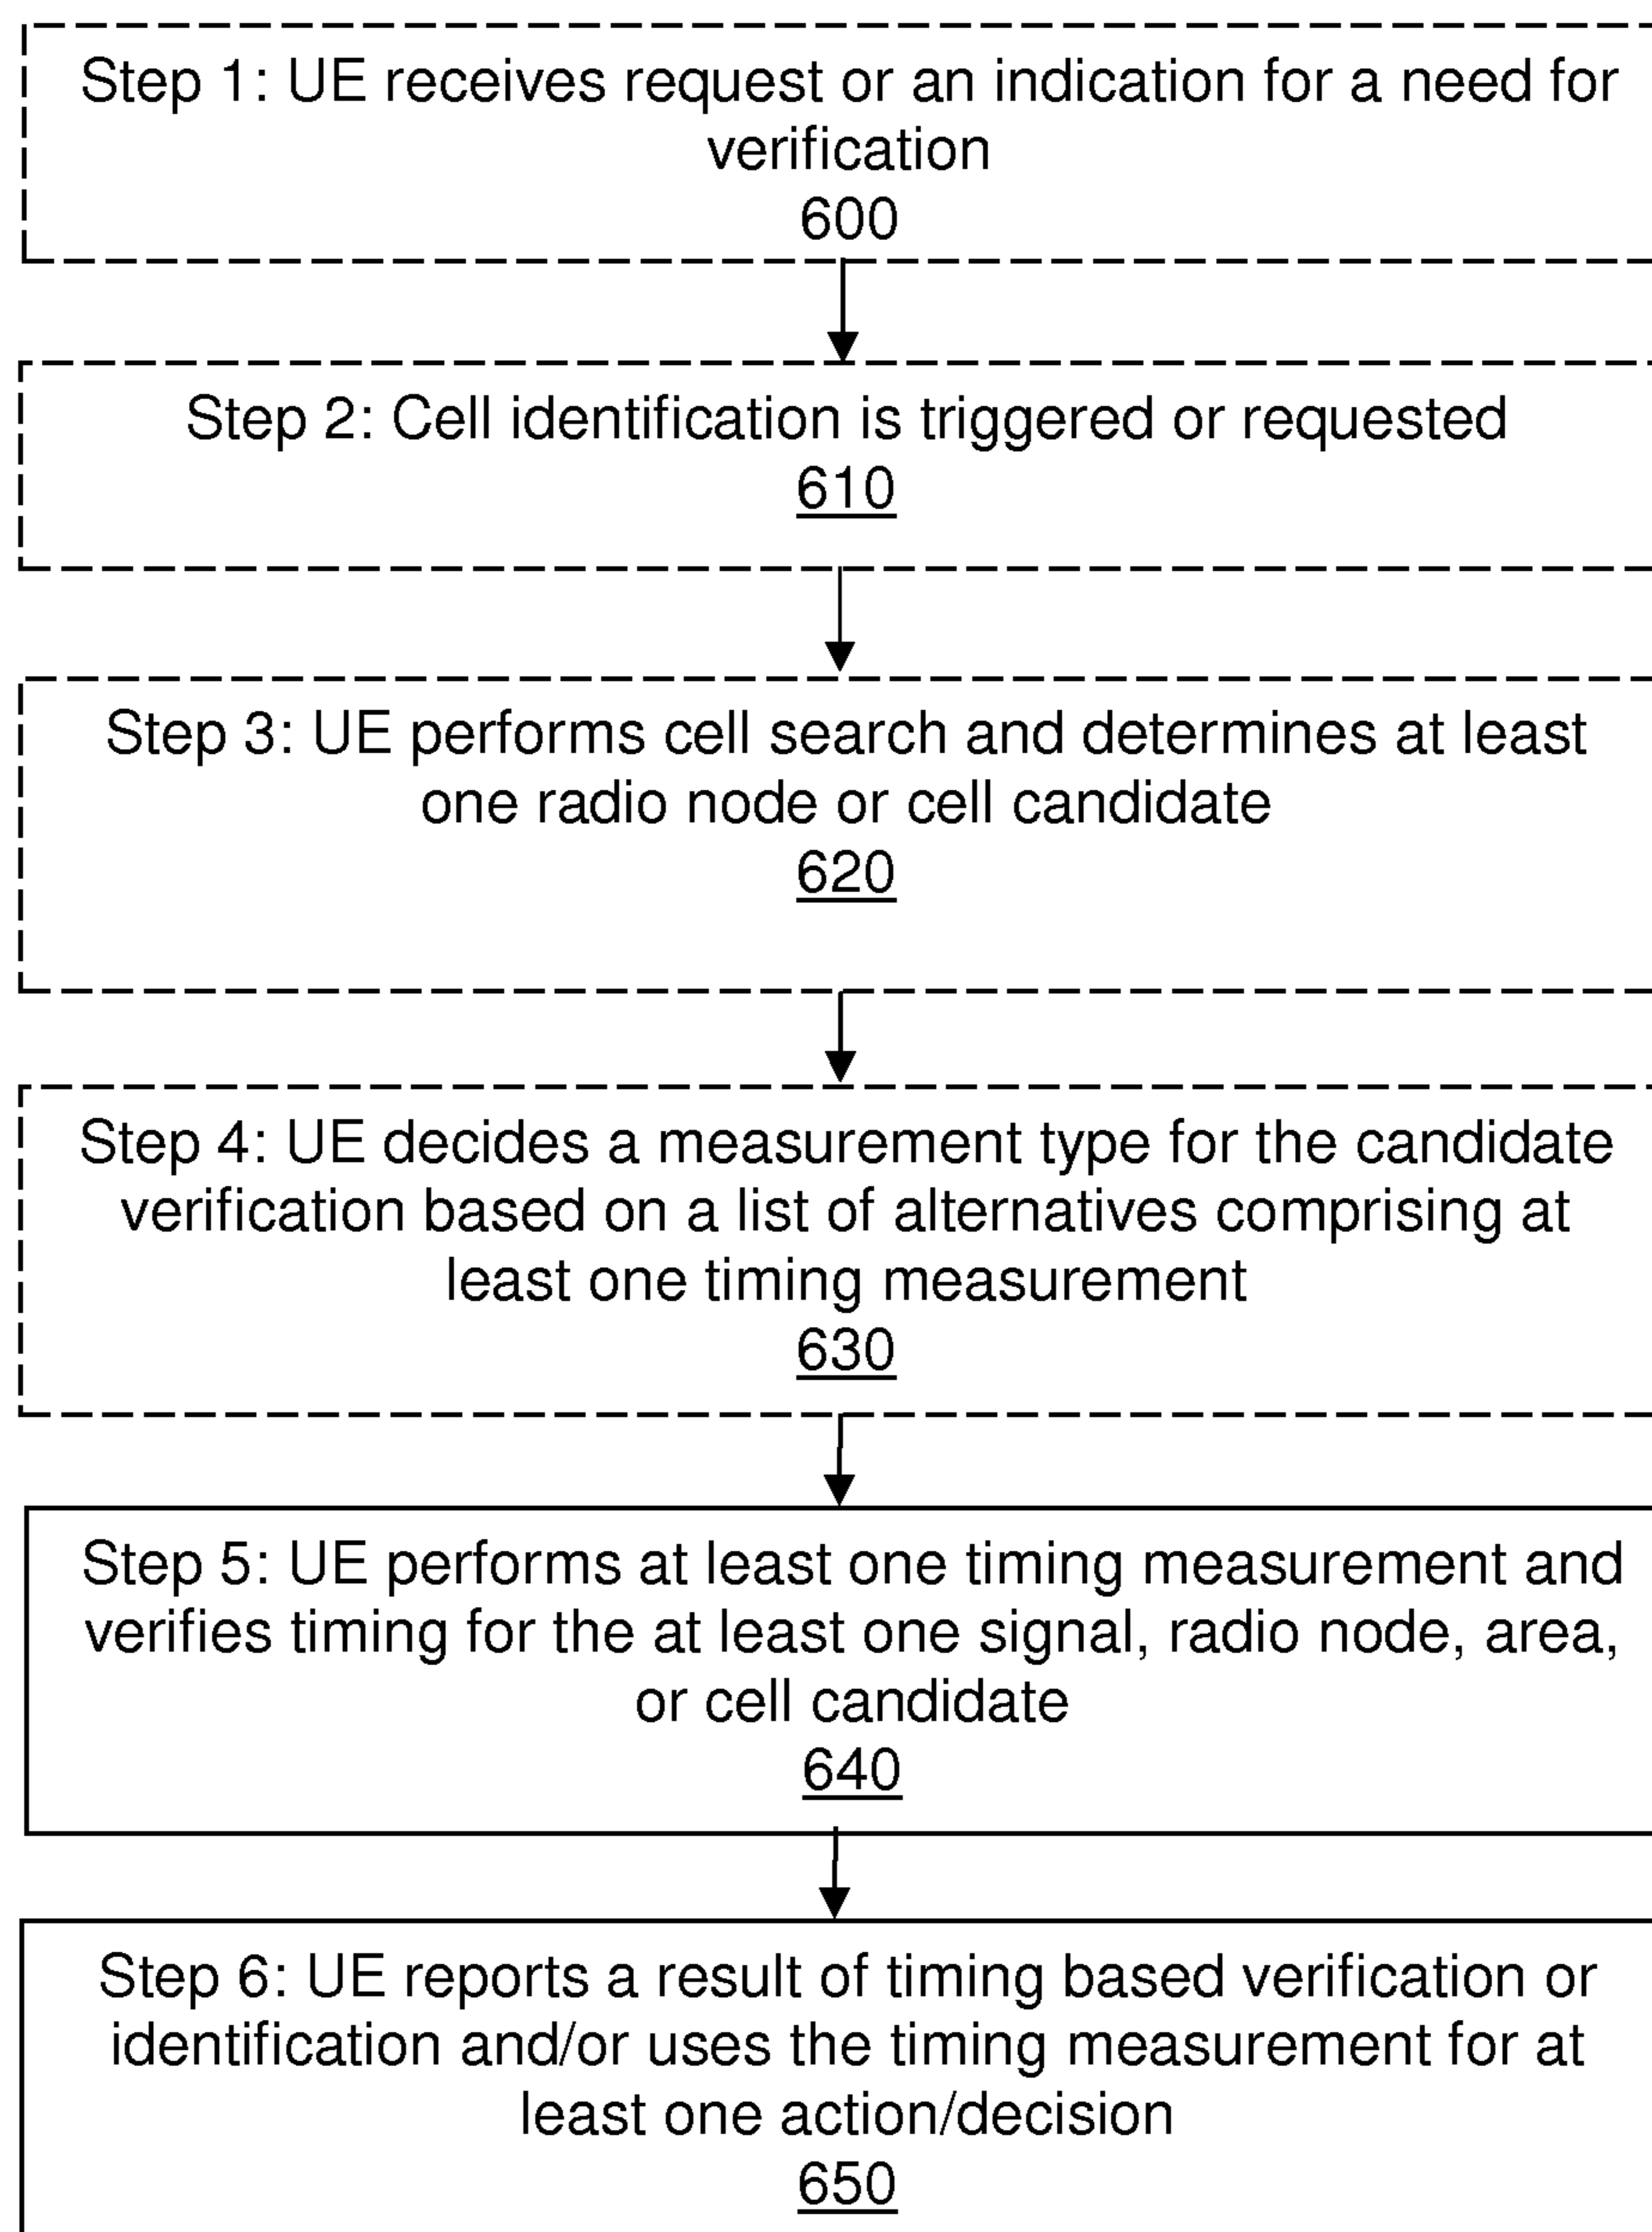 Step 1: UE receives request or an indication for a need for
verification
600
Step 2: Cell identification is triggered or requested
610
Step 3: UE performs cell search and determines at least
one radio node or cell candidate
620
Step 4: UE decides a measurement type for the candidate
verification based on a list of alternatives comprising at
least one timing measurement
630
Step 5: UE performs at least one timing measurement and
verifies timing for the at least one signal, radio node, area,
or cell candidate
640
Step 6: UE reports a result of timing based verification or
identification and/or uses the timing measurement for at
least one action/decision
650